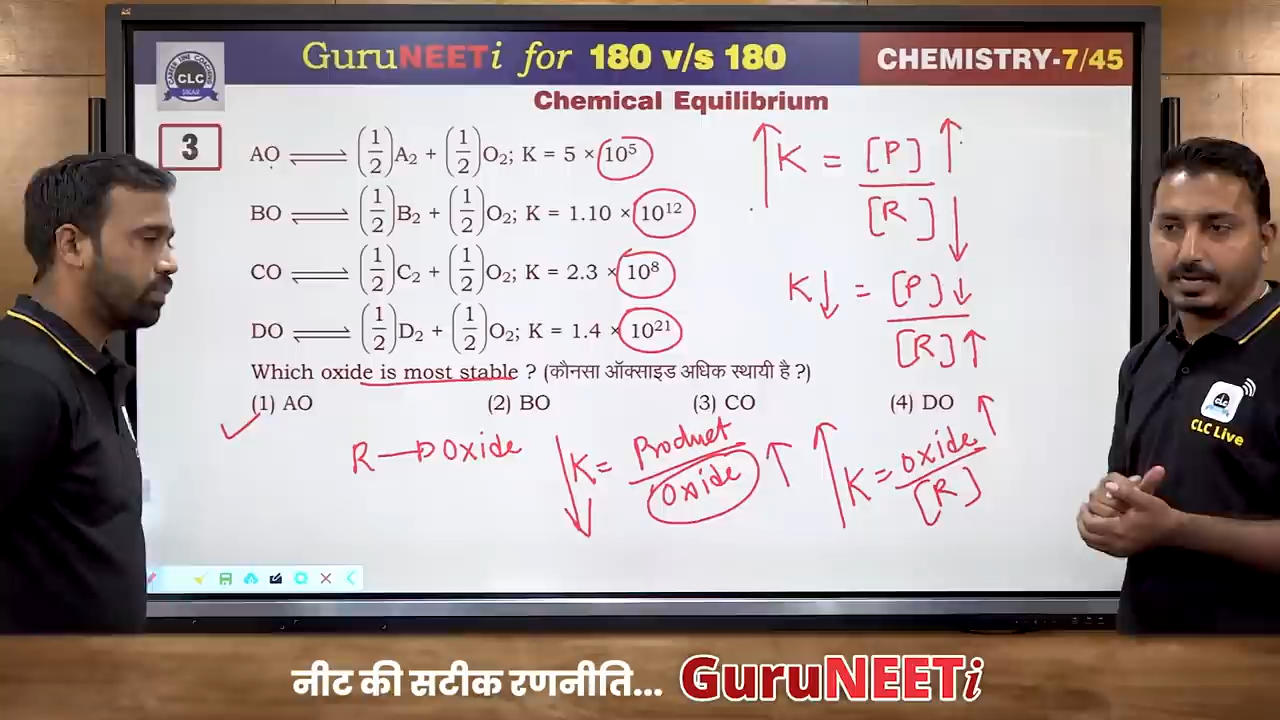 GuruNEETi for 180 v/s 180
CHEMISTRY-7/45
CLC
SIKAR
Chemical Equilibrium
3
AO ⇌ (1/2)A₂ + (1/2)O₂; K = 5 × 10⁵
BO ⇌ (1/2)B₂ + (1/2)O₂; K = 1.10 × 10¹²
CO ⇌ (1/2)C₂ + (1/2)O₂; K = 2.3 × 10⁸
DO ⇌ (1/2)D₂ + (1/2)O₂; K = 1.4 × 10²¹
↑K = [P]↑ / [R]↓
K↓ = [P]↓ / [R]↑
Which oxide is most stable ? (कौनसा ऑक्साइड अधिक स्थायी है ?)
(1) AO (2) BO (3) CO (4) DO
R → Oxide
↓K = Product / Oxide ↑
↑K = oxide ↑ / [R]
CLC
CLC Live
नीट की सटीक रणनीति... GuruNEETi